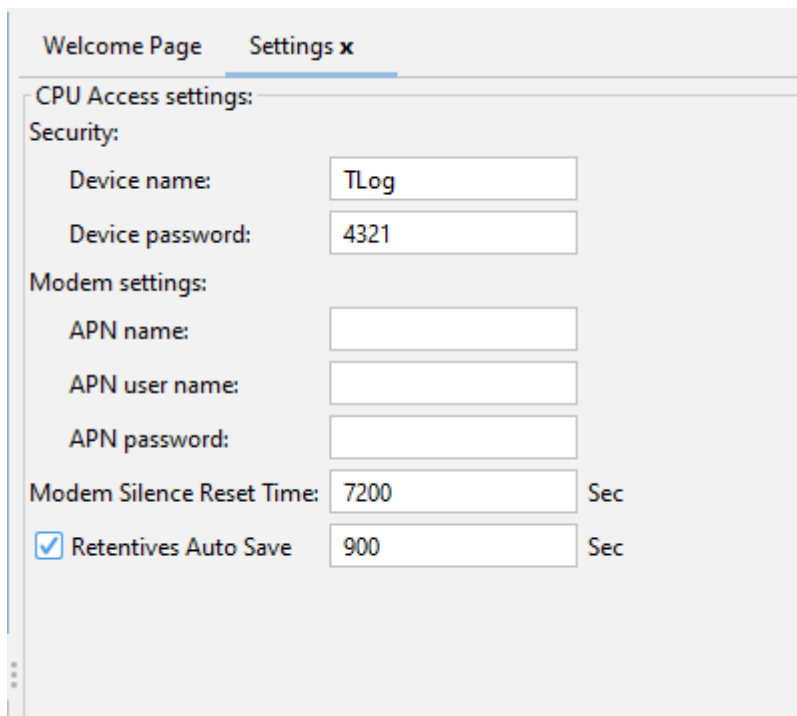 Welcome Page Settings x
CPU Access settings:
Security:
Device name: TLog
Device password: 4321
Modem settings:
APN name:
APN user name:
APN password:
Modem Silence Reset Time: 7200 Sec
Retentives Auto Save 900 Sec